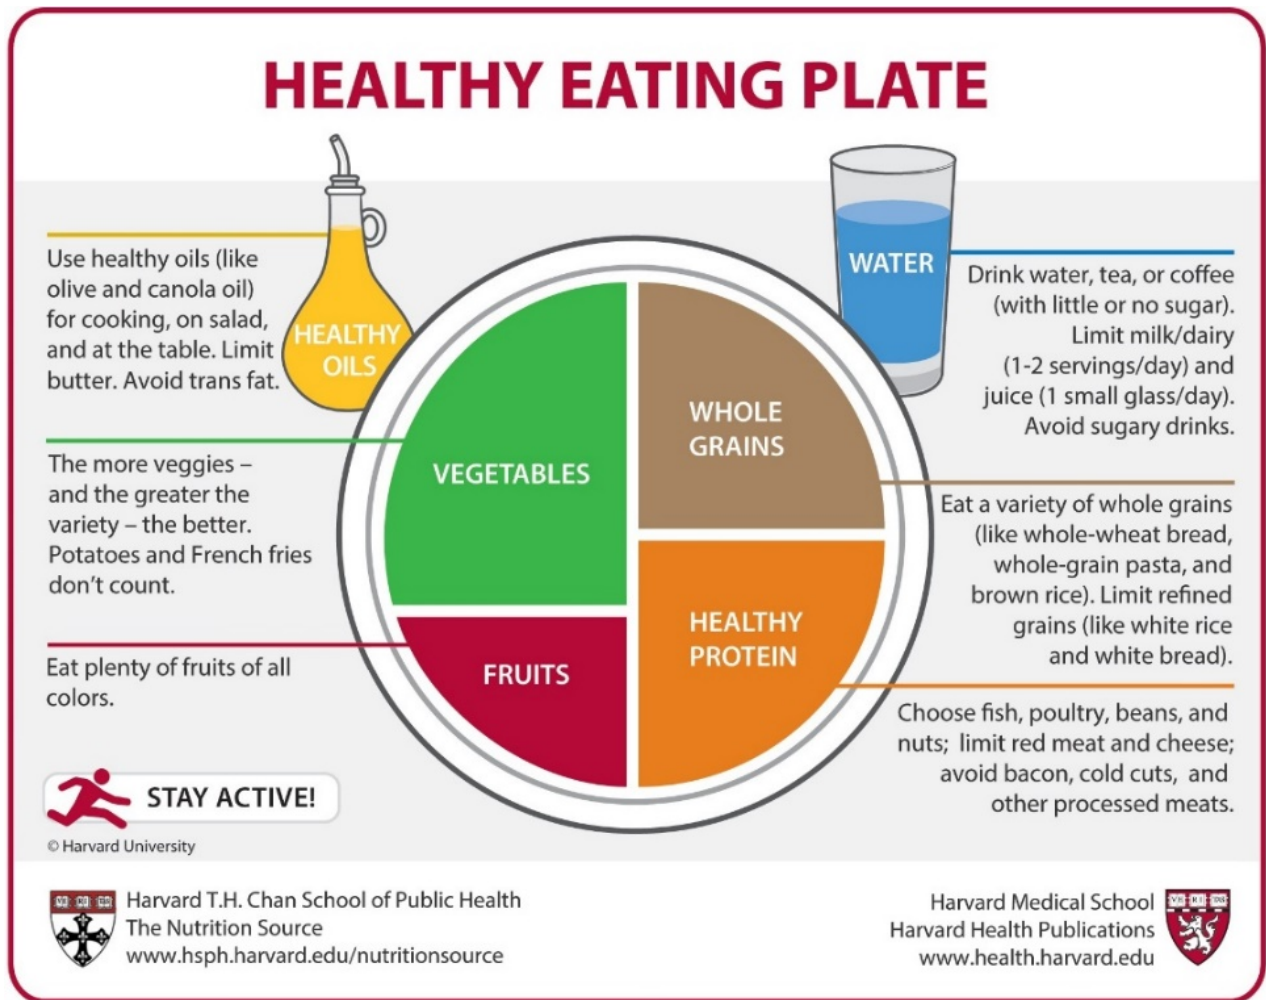 HEALTHY EATING PLATE
Use healthy oils (like
olive and canola oil)
for cooking, on salad,
and at the table. Limit
butter. Avoid trans fat.
HEALTHY
OILS
The more veggies –
and the greater the
variety – the better.
Potatoes and French fries
don't count.
Eat plenty of fruits of all
colors.
VEGETABLES
FRUITS
WHOLE
GRAINS
HEALTHY
PROTEIN
WATER
Drink water, tea, or coffee
(with little or no sugar).
Limit milk/dairy
(1-2 servings/day) and
juice (1 small glass/day).
Avoid sugary drinks.
Eat a variety of whole grains
(like whole-wheat bread,
whole-grain pasta, and
brown rice). Limit refined
grains (like white rice
and white bread).
Choose fish, poultry, beans, and
nuts; limit red meat and cheese;
avoid bacon, cold cuts, and
other processed meats.
STAY ACTIVE!
© Harvard University
Harvard T.H. Chan School of Public Health
The Nutrition Source
www.hsph.harvard.edu/nutritionsource
Harvard Medical School
Harvard Health Publications
www.health.harvard.edu